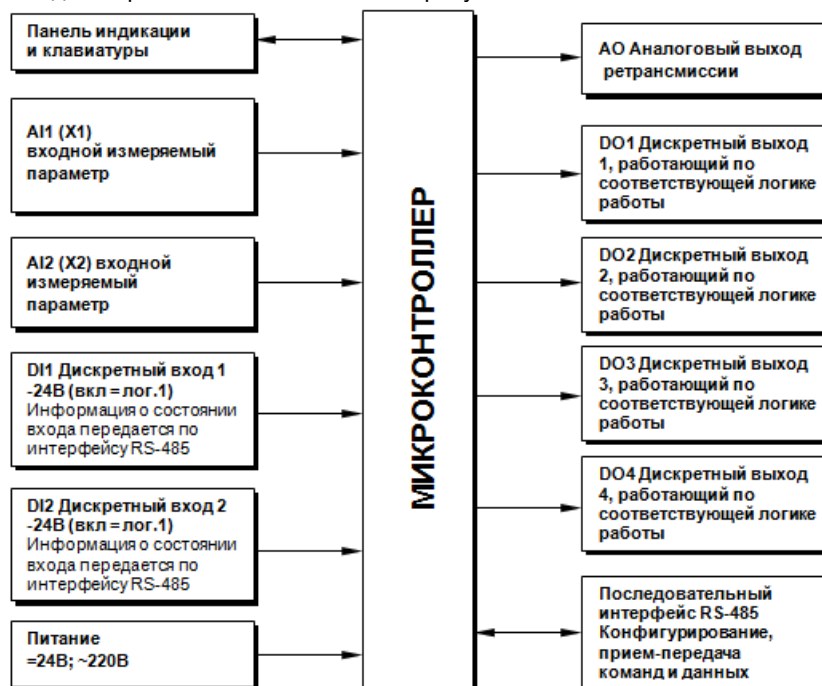 Панель индикации
и клавиатуры
AI1 (X1)
входной измеряемый
параметр
AI2 (X2) входной
измеряемый
параметр
DI1 Дискретный вход 1
-24В (вкл = лог.1)
Информация о состоянии
входа передается по
интерфейсу RS-485
DI2 Дискретный вход 2
-24В (вкл = лог.1)
Информация о состоянии
входа передается по
интерфейсу RS-485
Питание
=24В; ~220В
МИКРОКОНТРОЛЛЕР
АО Аналоговый выход
ретрансмиссии
DO1 Дискретный выход
1, работающий по
соответствующей логике
работы
DO2 Дискретный выход
2, работающий по
соответствующей логике
работы
DO3 Дискретный выход
3, работающий по
соответствующей логике
работы
DO4 Дискретный выход
4, работающий по
соответствующей логике
работы
Последовательный
интерфейс RS-485
Конфигурирование,
прием-передача
команд и данных